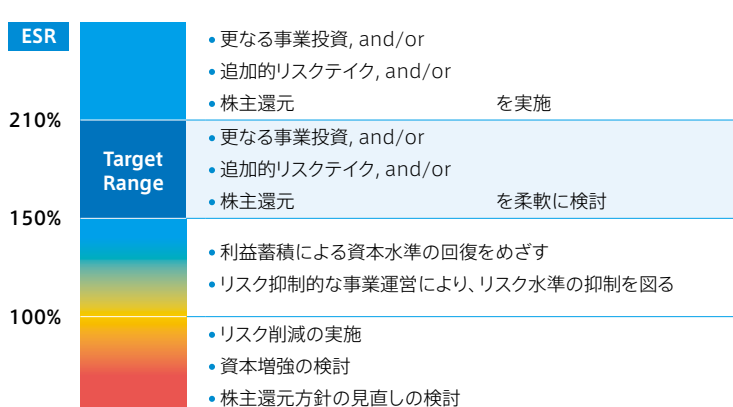 ESR
• 更なる事業投資, and/or
• 追加的リスクテイク, and/or
• 株主還元 を実施
210%
Target
Range
• 更なる事業投資, and/or
• 追加的リスクテイク, and/or
• 株主還元 を柔軟に検討
150%
• 利益蓄積による資本水準の回復をめざす
• リスク抑制的な事業運営により、リスク水準の抑制を図る
100%
• リスク削減の実施
• 資本増強の検討
• 株主還元方針の見直しの検討